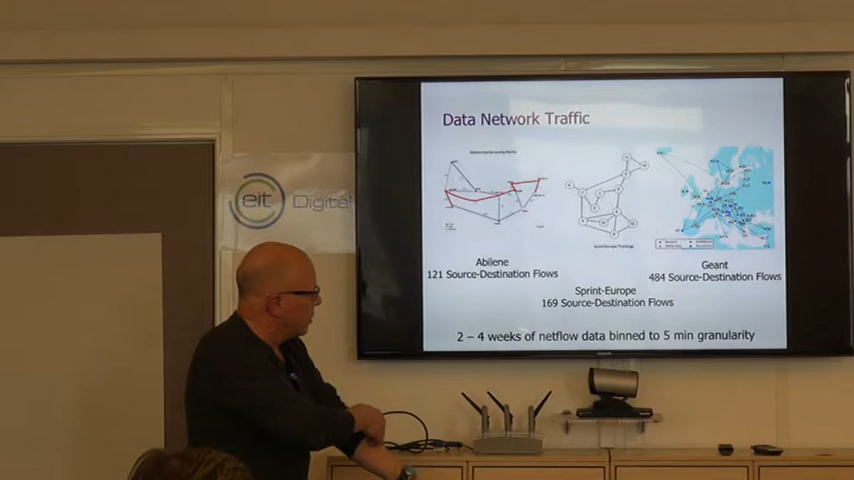 Data Network Traffic
eit Digital
Abilene
121 Source-Destination Flows
Geant
484 Source-Destination Flows
Sprint-Europe
169 Source-Destination Flows
2 – 4 weeks of netflow data binned to 5 min granularity